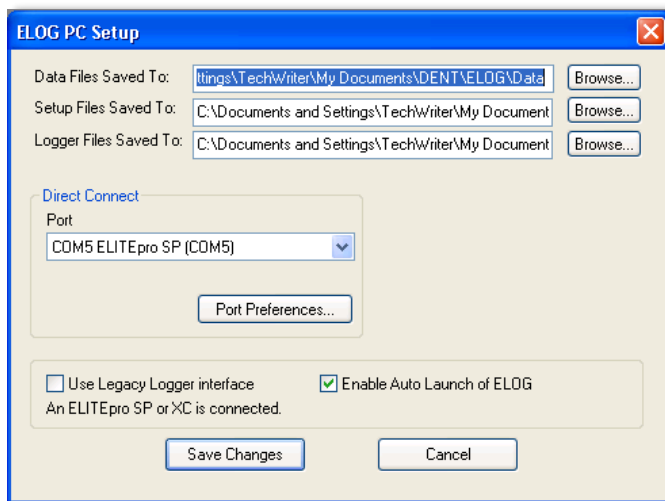 ELOG PC Setup
Data Files Saved To: ttings\TechWriter\My Documents\DENT\ELOG\Data Browse...
Setup Files Saved To: C:\Documents and Settings\TechWriter\My Document Browse...
Logger Files Saved To: C:\Documents and Settings\TechWriter\My Document Browse...
Direct Connect
Port
COM5 ELITEpro SP (COM5)
Port Preferences...
Use Legacy Logger interface Enable Auto Launch of ELOG
An ELITEpro SP or XC is connected.
Save Changes Cancel